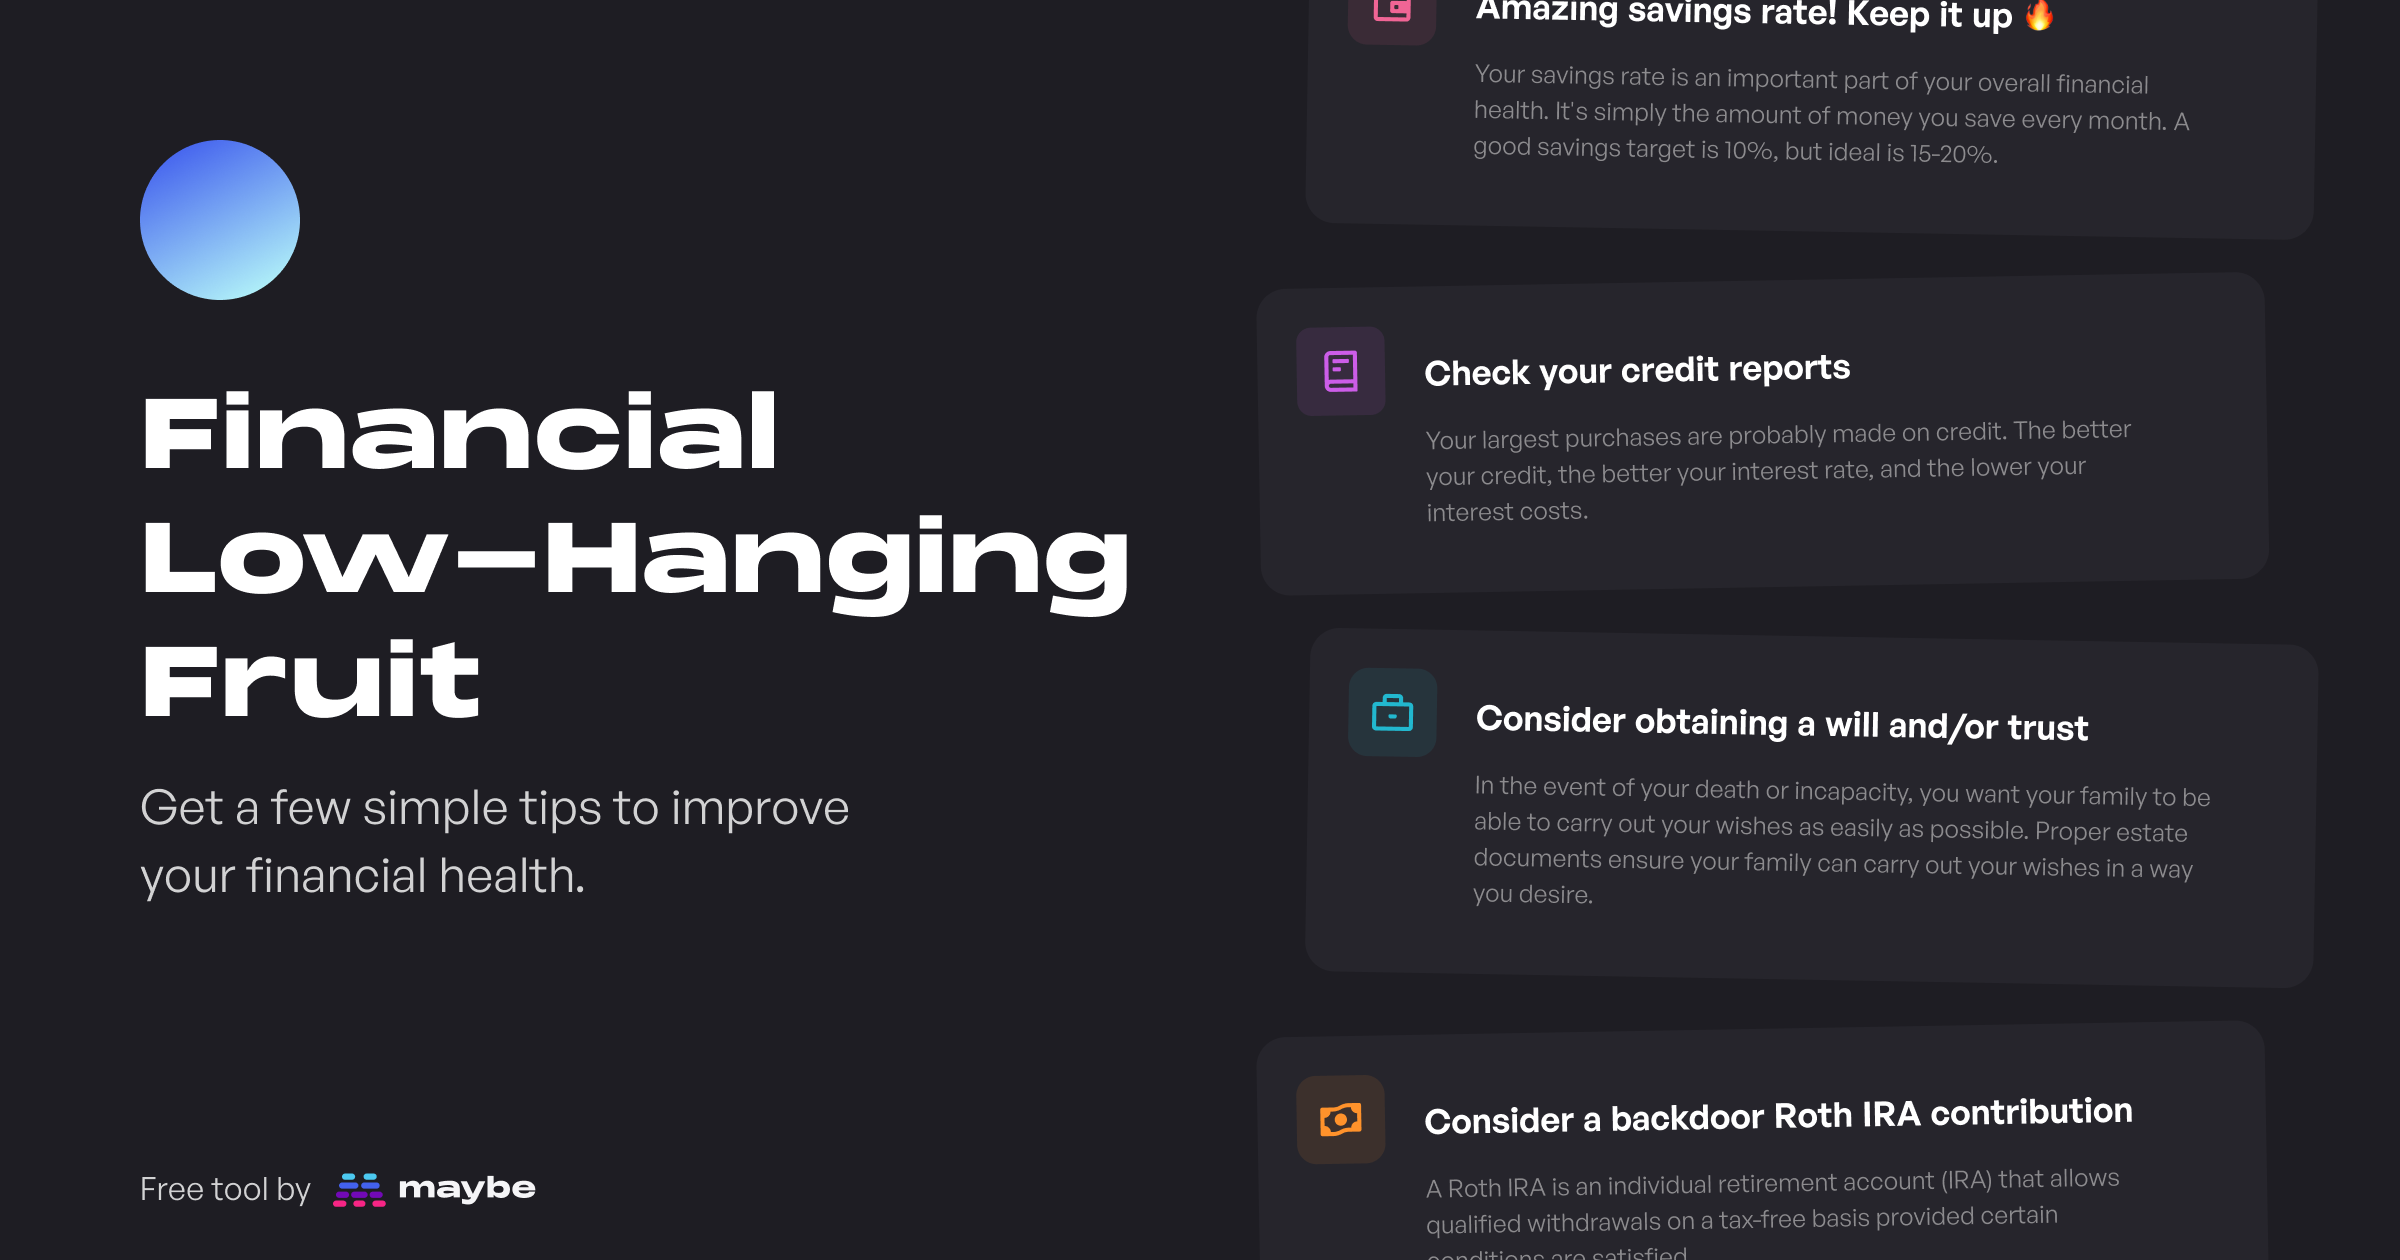 Financial
Low-Hanging
Fruit
Get a few simple tips to improve
your financial health.
Free tool by maybe
Amazing savings rate! Keep it up 🔥
Your savings rate is an important part of your overall financial
health. It's simply the amount of money you save every month. A
good savings target is 10%, but ideal is 15-20%.
Check your credit reports
Your largest purchases are probably made on credit. The better
your credit, the better your interest rate, and the lower your
interest costs.
Consider obtaining a will and/or trust
In the event of your death or incapacity, you want your family to be
able to carry out your wishes as easily as possible. Proper estate
documents ensure your family can carry out your wishes in a way
you desire.
Consider a backdoor Roth IRA contribution
A Roth IRA is an individual retirement account (IRA) that allows
qualified withdrawals on a tax-free basis provided certain
conditions are satisfied